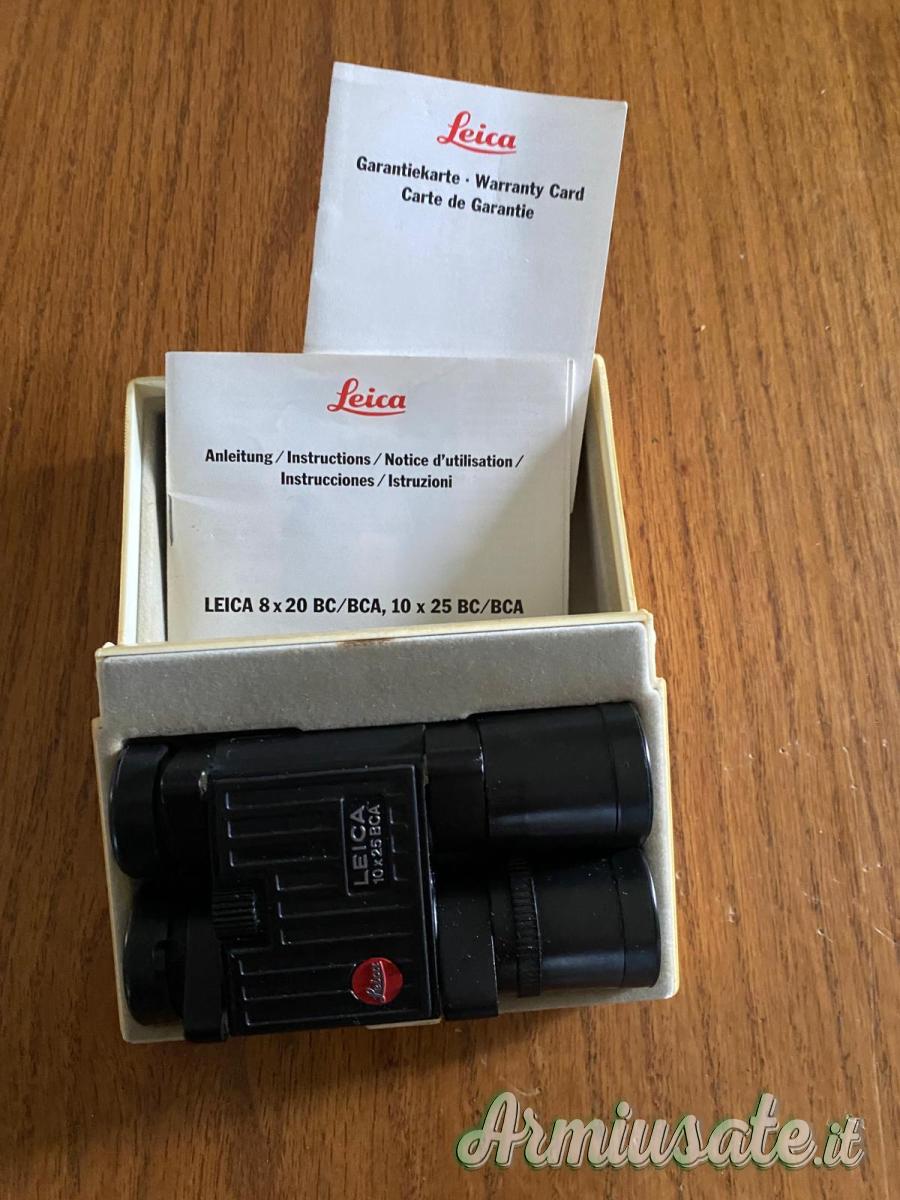 Leica
Garantiekarte · Warranty Card
Carte de Garantie
Leica
Anleitung / Instructions / Notice d'utilisation /
Instrucciones / Istruzioni
LEICA 8 x 20 BC/BCA, 10 x 25 BC/BCA
LEICA
10 x 25 BCA
Leica
Armiusate.it